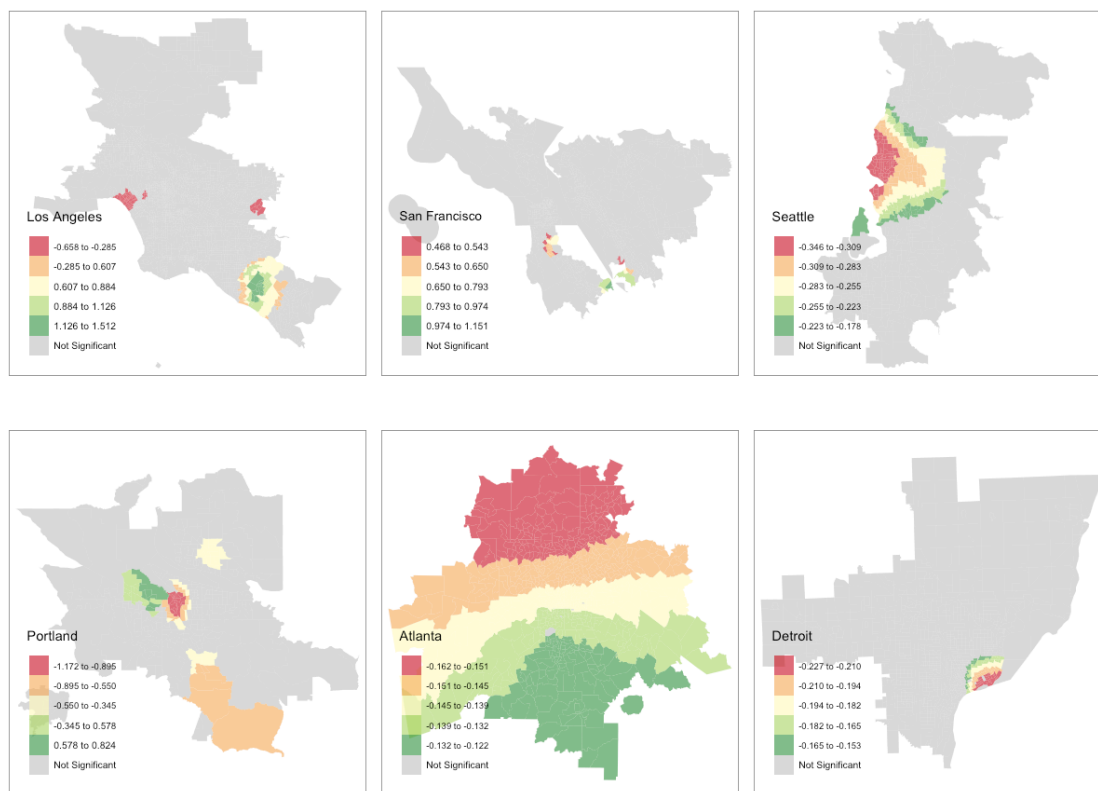 Los Angeles
-0.658 to -0.285
-0.285 to 0.607
0.607 to 0.884
0.884 to 1.126
1.126 to 1.512
Not Significant
San Francisco
0.468 to 0.543
0.543 to 0.650
0.650 to 0.793
0.793 to 0.974
0.974 to 1.151
Not Significant
Seattle
-0.346 to -0.309
-0.309 to -0.283
-0.283 to -0.255
-0.255 to -0.223
-0.223 to -0.178
Not Significant
Portland
-1.172 to -0.895
-0.895 to -0.550
-0.550 to -0.345
-0.345 to 0.578
0.578 to 0.824
Not Significant
Atlanta
-0.162 to -0.151
-0.151 to -0.145
-0.145 to -0.139
-0.139 to -0.132
-0.132 to -0.122
Not Significant
Detroit
-0.227 to -0.210
-0.210 to -0.194
-0.194 to -0.182
-0.182 to -0.165
-0.165 to -0.153
Not Significant